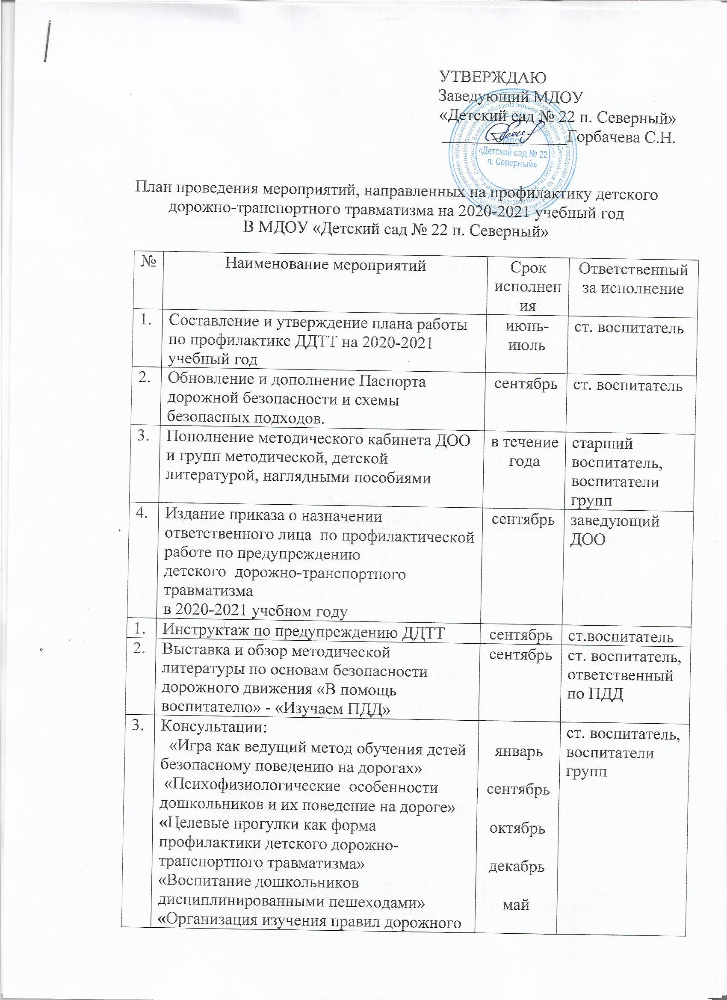 УТВЕРЖДАЮ
Заведующий МДОУ
«Детский сад № 22 п. Северный»
Горбачева С.Н.
МДОУ
«Детский сад № 22
п. Северный»
План проведения мероприятий, направленных на профилактику детского
дорожно-транспортного травматизма на 2020-2021 учебный год
В МДОУ «Детский сад № 22 п. Северный»
№
Наименование мероприятий
Срок
исполнен
ия
Ответственный
за исполнение
1.
Составление и утверждение плана работы
по профилактике ДДТТ на 2020-2021
учебный год
июнь-
июль
ст. воспитатель
2.
Обновление и дополнение Паспорта
дорожной безопасности и схемы
безопасных подходов.
сентябрь
ст. воспитатель
3.
Пополнение методического кабинета ДОО
и групп методической, детской
литературой, наглядными пособиями
в течение
года
старший
воспитатель,
воспитатели
групп
4.
Издание приказа о назначении
ответственного лица по профилактической
работе по предупреждению
детского дорожно-транспортного
травматизма
в 2020-2021 учебном году
сентябрь
заведующий
ДОО
1.
Инструктаж по предупреждению ДДТТ
сентябрь
ст.воспитатель
2.
Выставка и обзор методической
литературы по основам безопасности
дорожного движения «В помощь
воспитателю» - «Изучаем ПДД»
сентябрь
ст. воспитатель,
ответственный
по ПДД
3.
Консультации:
«Игра как ведущий метод обучения детей
безопасному поведению на дорогах»
«Психофизиологические особенности
дошкольников и их поведение на дороге»
«Целевые прогулки как форма
профилактики детского дорожно-
транспортного травматизма»
«Воспитание дошкольников
дисциплинированными пешеходами»
«Организация изучения правил дорожного
январь
сентябрь
октябрь
декабрь
май
ст. воспитатель,
воспитатели
групп